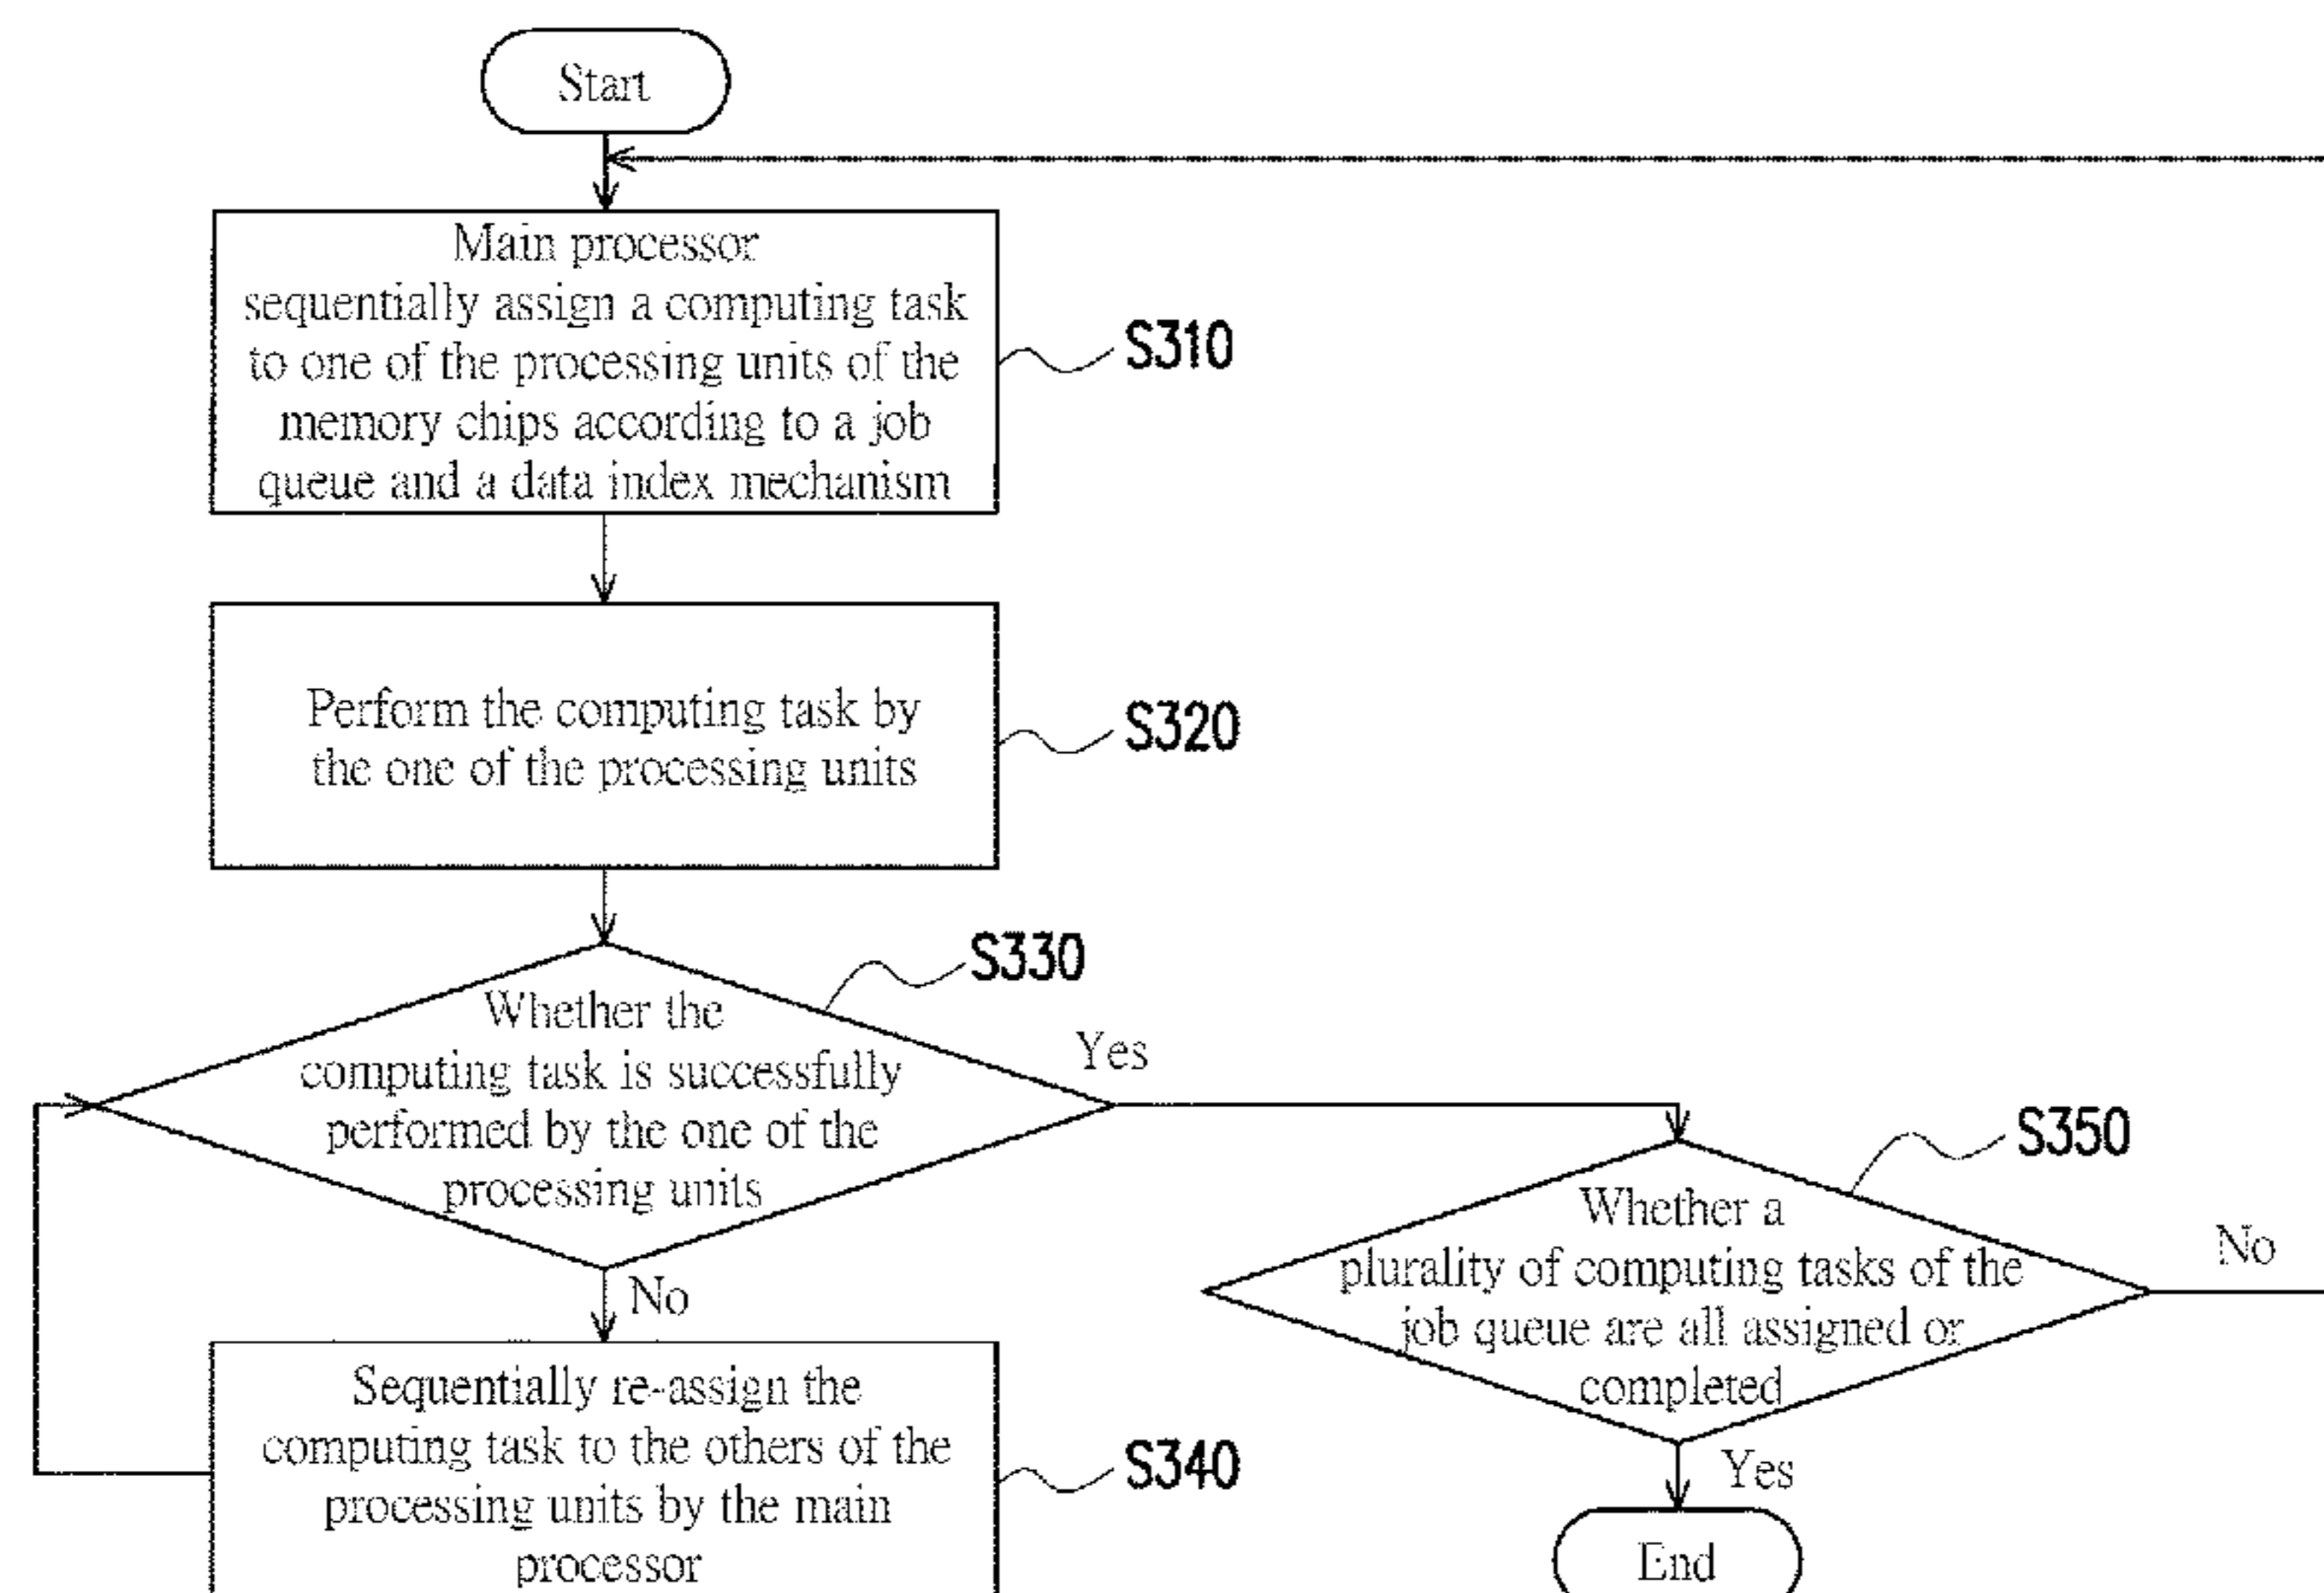 Start
Main processor
sequentially assign a computing task
to one of the processing units of the
memory chips according to a job
queue and a data index mechanism
S310
Perform the computing task by
the one of the processing units
S320
S330
Whether the
computing task is successfully
performed by the one of the
processing units
Yes
No
Sequentially re-assign the
computing task to the others of the
processing units by the main
processor
S340
S350
Whether a
plurality of computing tasks of the
job queue are all assigned or
completed
No
Yes
End